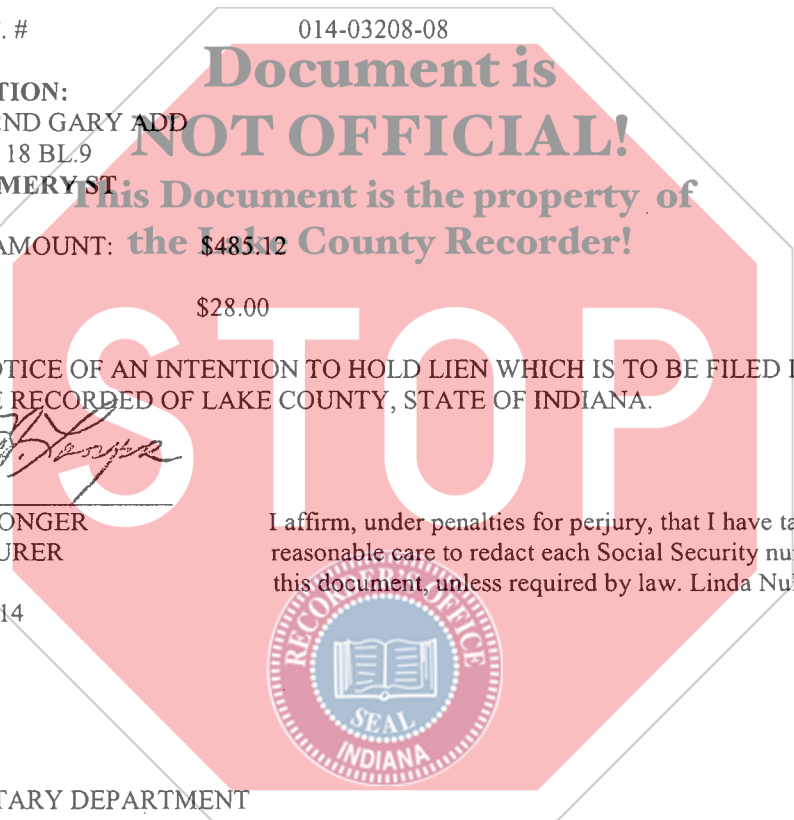 . # 014-03208-08
Document is
TION:
ND GARY ADD
NOT OFFICIAL!
18 BL.9
MERY ST
This Document is the property of
AMOUNT: $485.12
the Lake County Recorder!
$28.00
STOP
OTICE OF AN INTENTION TO HOLD LIEN WHICH IS TO BE FILED I
E RECORDED OF LAKE COUNTY, STATE OF INDIANA.
ONGER
URER
I affirm, under penalties for perjury, that I have ta
reasonable care to redact each Social Security nu
this document, unless required by law. Linda Nu
14
RECORDER'S OFFICE
SEAL
INDIANA
TARY DEPARTMENT